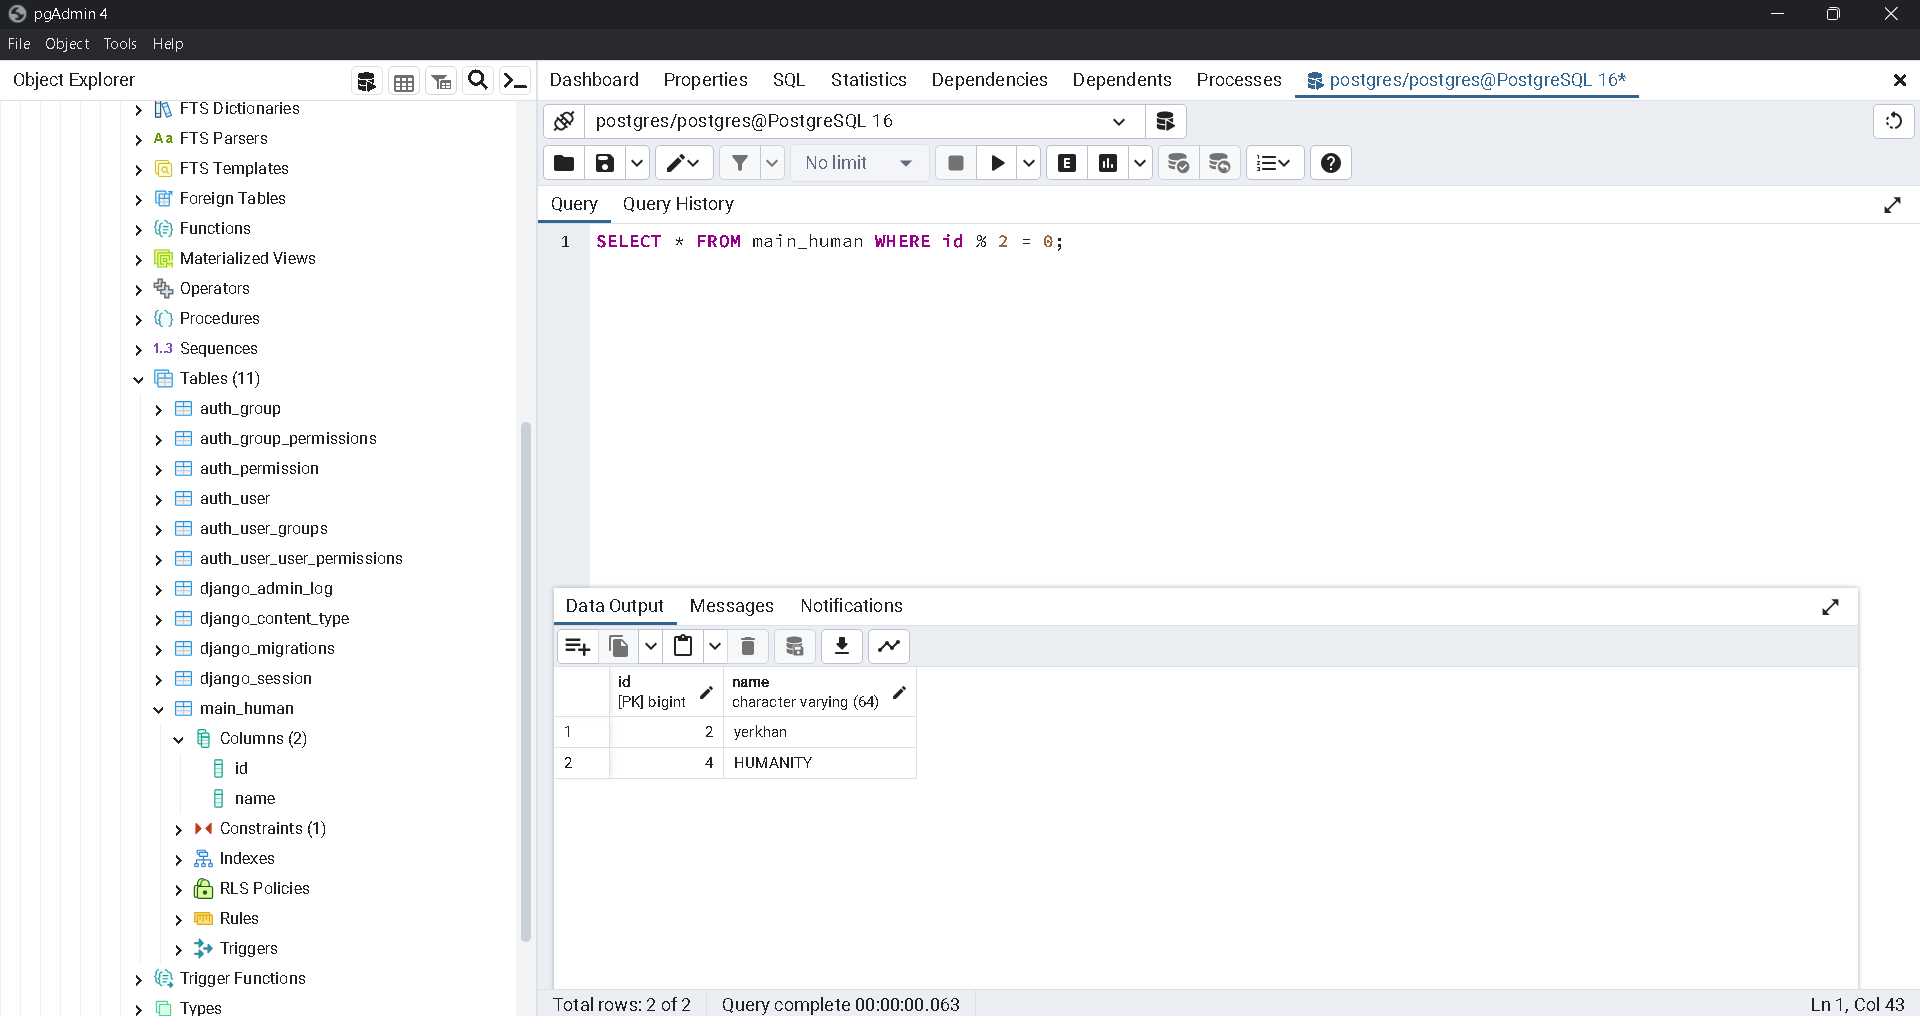 pgAdmin 4
File Object Tools Help
Object Explorer
Dashboard Properties SQL Statistics Dependencies Dependents Processes postgres/postgres@PostgreSQL 16*
FTS Dictionaries
Aa FTS Parsers
FTS Templates
Foreign Tables
Functions
Materialized Views
Operators
Procedures
1..3 Sequences
Tables (11)
auth_group
auth_group_permissions
auth_permission
auth_user
auth_user_groups
auth_user_user_permissions
django_admin_log
django_content_type
django_migrations
django_session
main_human
Columns (2)
id
name
Constraints (1)
Indexes
RLS Policies
Rules
Triggers
Trigger Functions
Types
postgres/postgres@PostgreSQL 16
No limit
E
Query Query History
1 SELECT * FROM main_human WHERE id % 2 = 0;
Data Output Messages Notifications
id name
[PK] bigint character varying (64)
1 2 yerkhan
2 4 HUMANITY
Total rows: 2 of 2 Query complete 00:00:00.063 Ln 1, Col 43